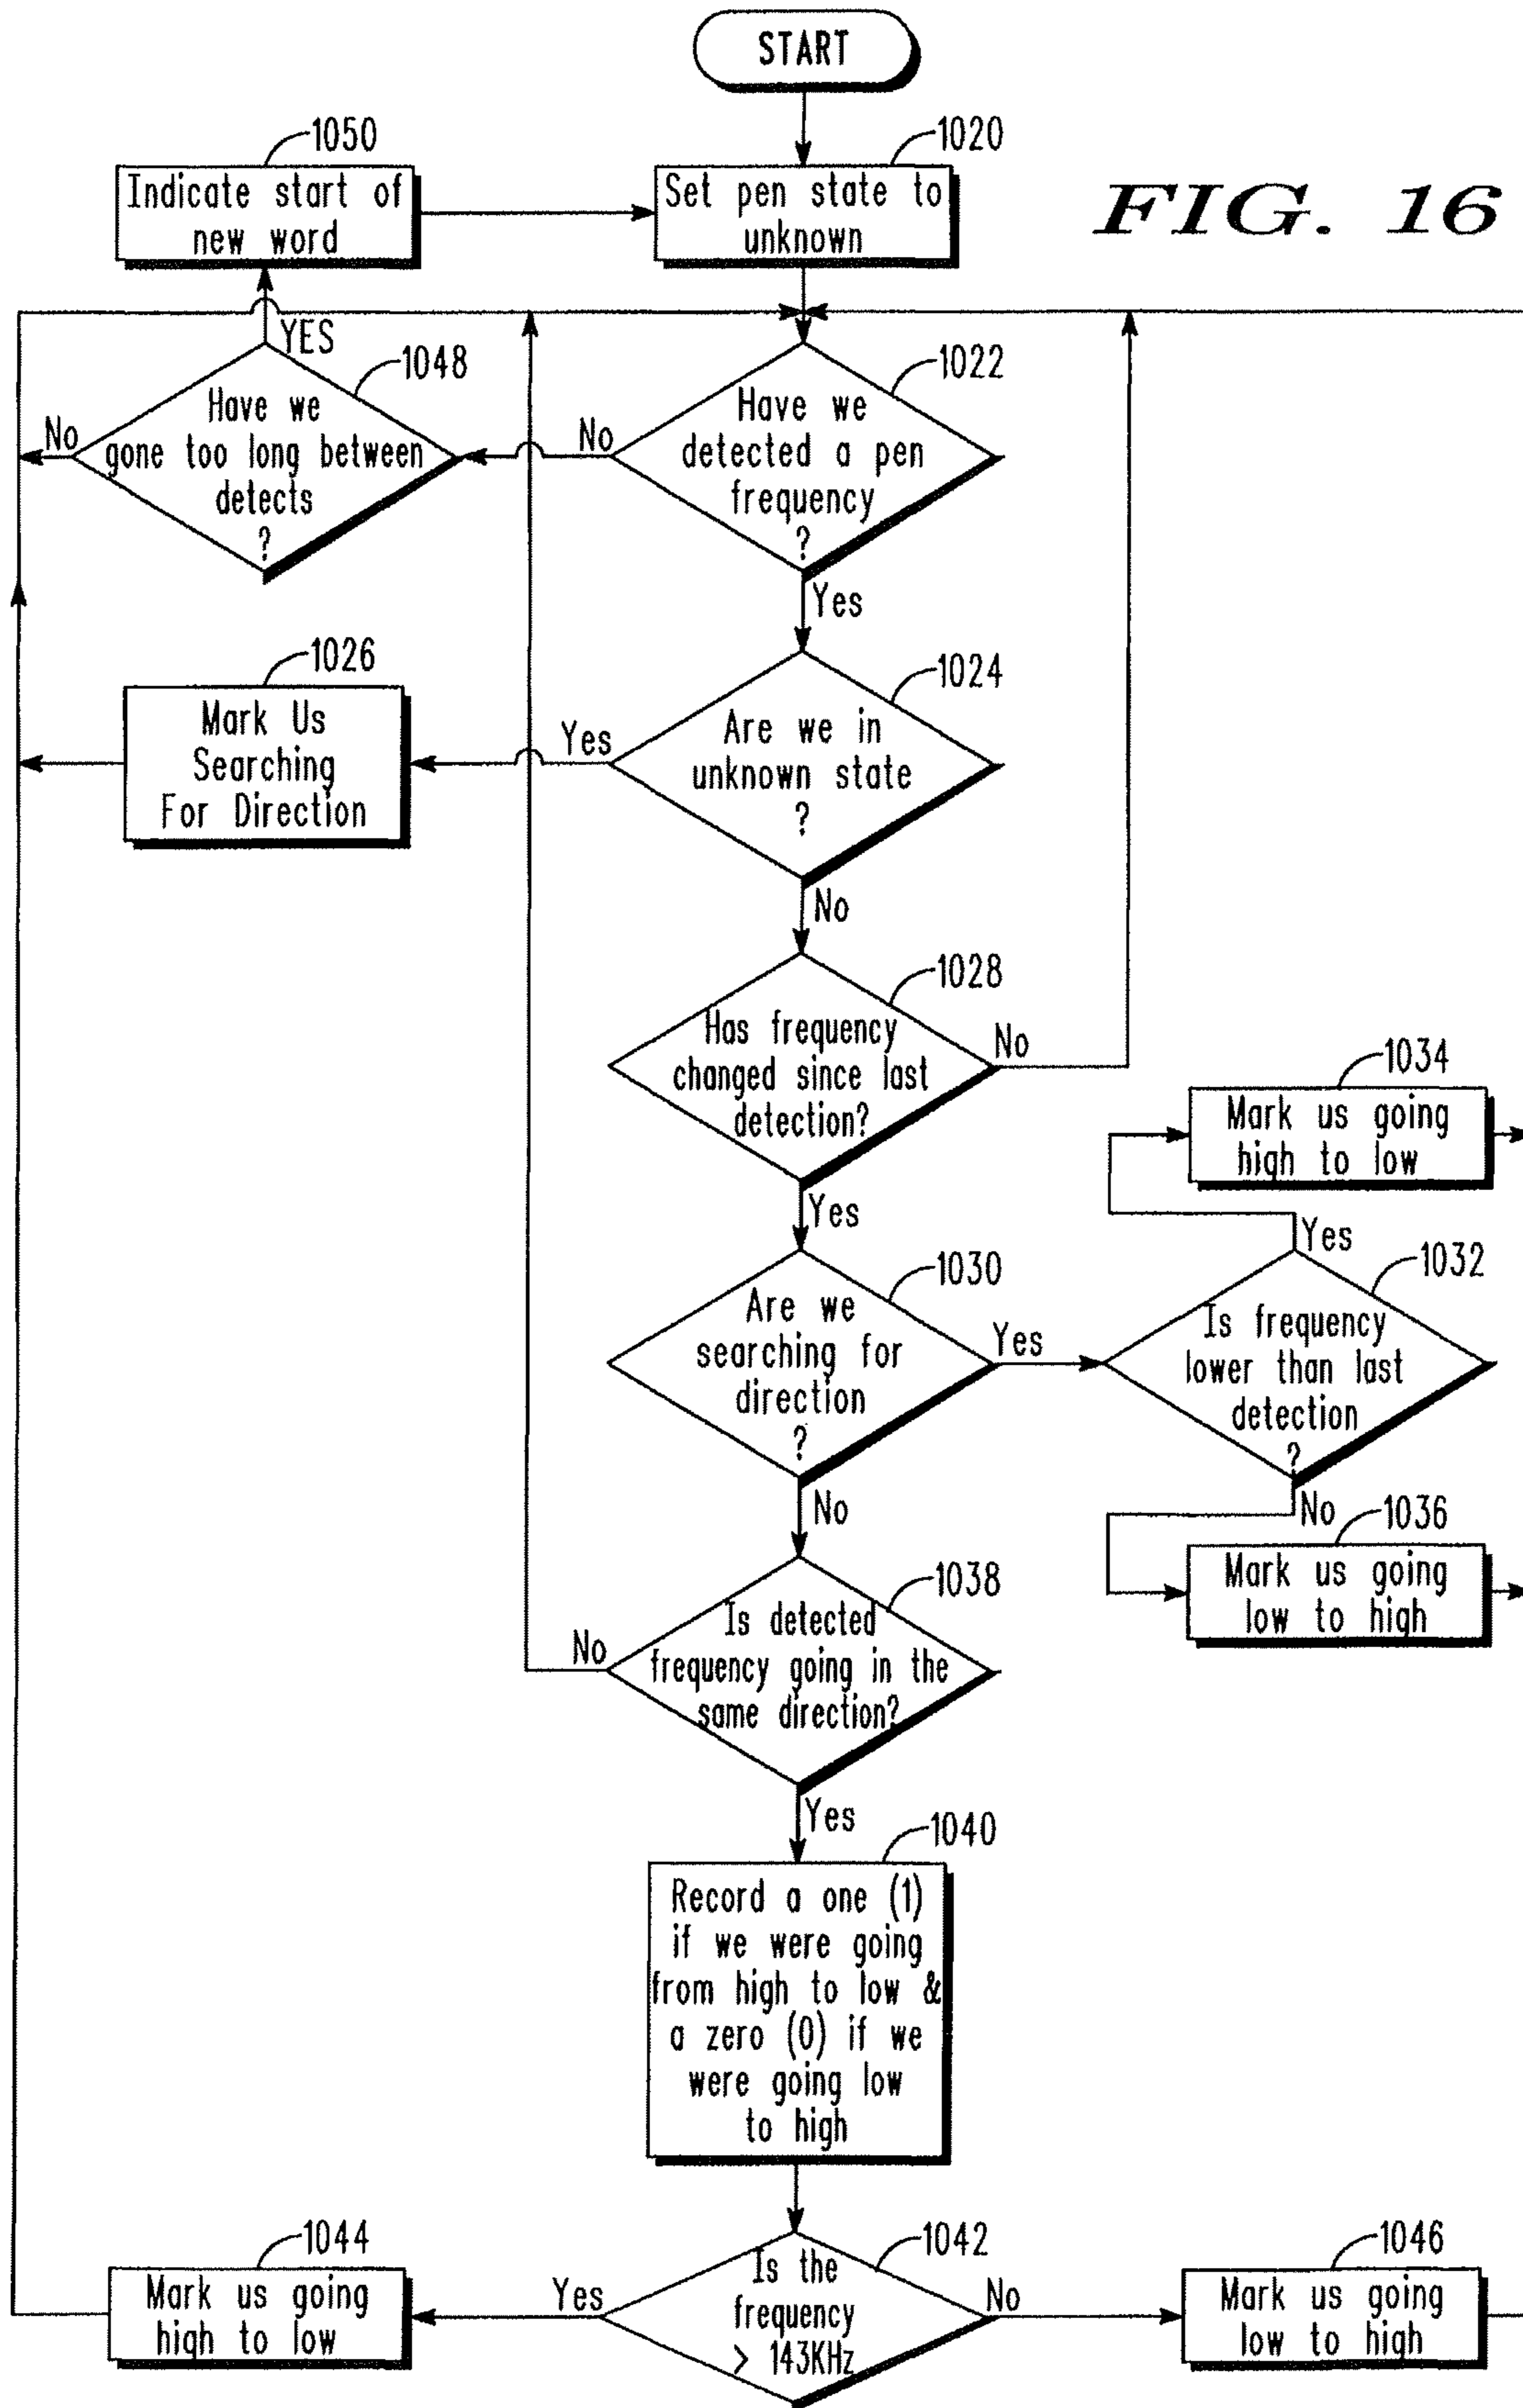 START
1050
Indicate start of
new word
1020
Set pen state to
unknown
FIG. 16
YES
1048
Have we
gone too long between
detects
?
No
1022
Have we
detected a pen
frequency
?
No
Yes
1026
Mark Us
Searching
For Direction
1024
Are we in
unknown state
?
Yes
No
1028
Has frequency
changed since last
detection?
No
Yes
1034
Mark us going
high to low
1030
Are we
searching for
direction
?
Yes
No
Yes
1032
Is frequency
lower than last
detection
?
No
1036
Mark us going
low to high
1038
Is detected
frequency going in the
same direction?
No
Yes
1040
Record a one (1)
if we were going
from high to low &
a zero (0) if we
were going low
to high
1044
Mark us going
high to low
1042
Is the
frequency
> 143KHz
Yes
No
1046
Mark us going
low to high